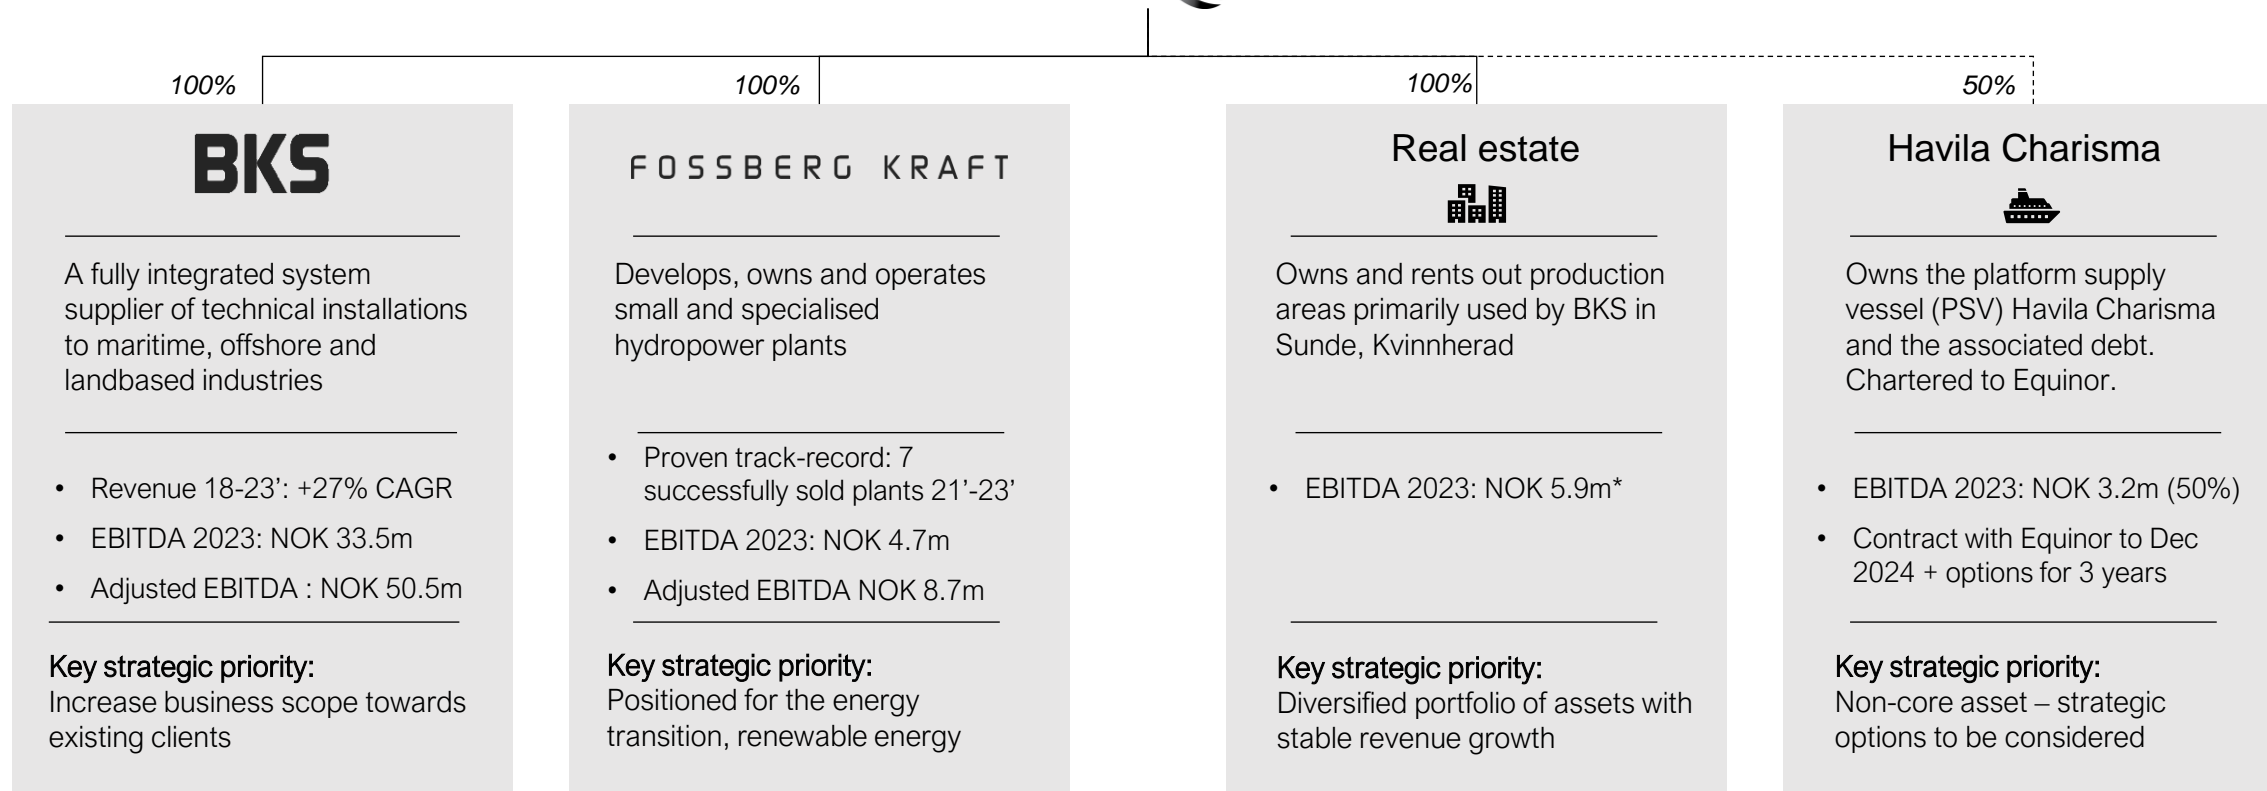 100%
BKS
A fully integrated system
supplier of technical installations
to maritime, offshore and
landbased industries
• Revenue 18-23’: +27% CAGR
• EBITDA 2023: NOK 33.5m
• Adjusted EBITDA : NOK 50.5m
Key strategic priority:
Increase business scope towards
existing clients
100%
FOSSBERG KRAFT
Develops, owns and operates
small and specialised
hydropower plants
• Proven track-record: 7
successfully sold plants 21’-23’
• EBITDA 2023: NOK 4.7m
• Adjusted EBITDA NOK 8.7m
Key strategic priority:
Positioned for the energy
transition, renewable energy
100%
Real estate
Owns and rents out production
areas primarily used by BKS in
Sunde, Kvinnherad
• EBITDA 2023: NOK 5.9m*
Key strategic priority:
Diversified portfolio of assets with
stable revenue growth
50%
Havila Charisma
Owns the platform supply
vessel (PSV) Havila Charisma
and the associated debt.
Chartered to Equinor.
• EBITDA 2023: NOK 3.2m (50%)
• Contract with Equinor to Dec
2024 + options for 3 years
Key strategic priority:
Non-core asset – strategic
options to be considered